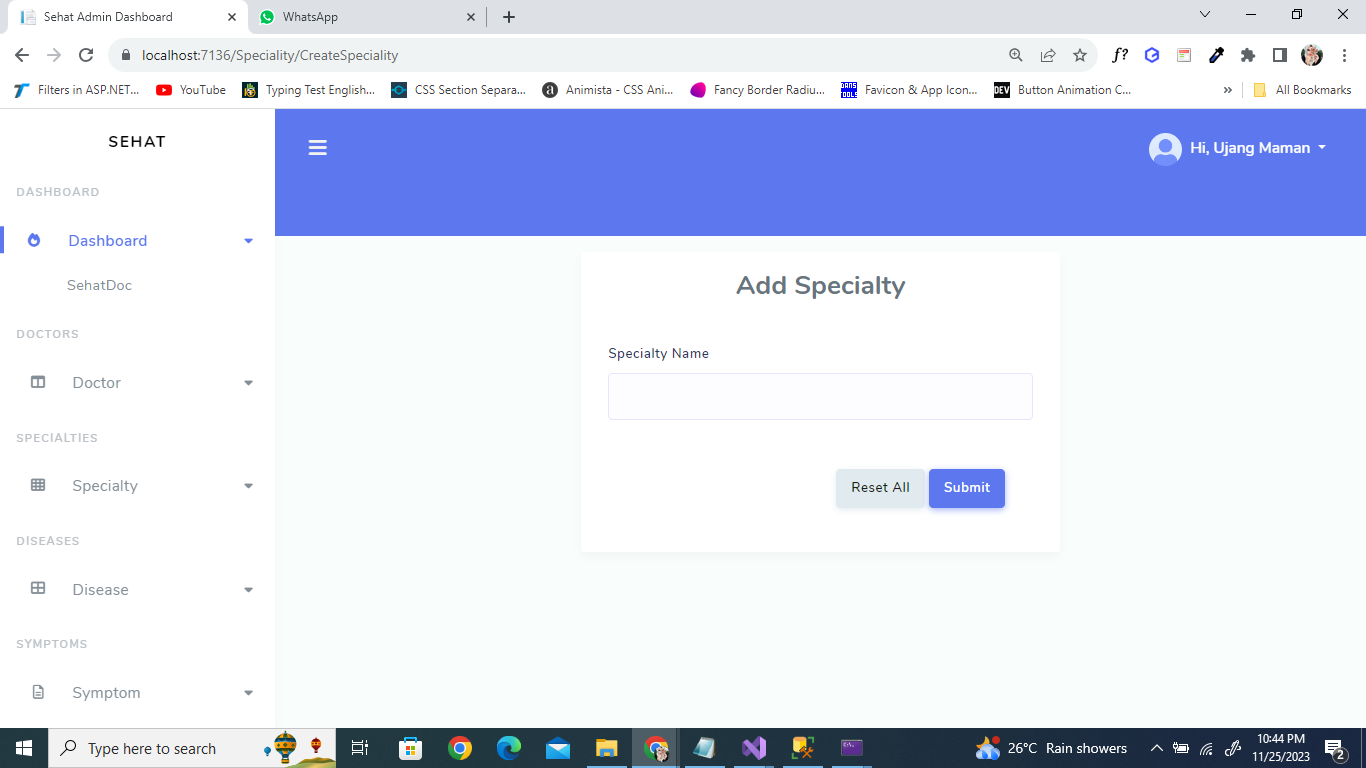 Sehat Admin Dashboard
WhatsApp
localhost:7136/Speciality/CreateSpeciality
f?
Filters in ASP.NET...
YouTube
Typing Test English...
CSS Section Separa...
a
Animista - CSS Ani...
Fancy Border Radiu...
DANS TOOLS
Favicon & App Icon...
DEV
Button Animation C...
»
All Bookmarks
SEHAT
Hi, Ujang Maman
DASHBOARD
Dashboard
SehatDoc
DOCTORS
Doctor
SPECIALTIES
Specialty
DISEASES
Disease
SYMPTOMS
Symptom
Add Specialty
Specialty Name
Reset All
Submit
Type here to search
26°C Rain showers
10:44 PM
11/25/2023
2